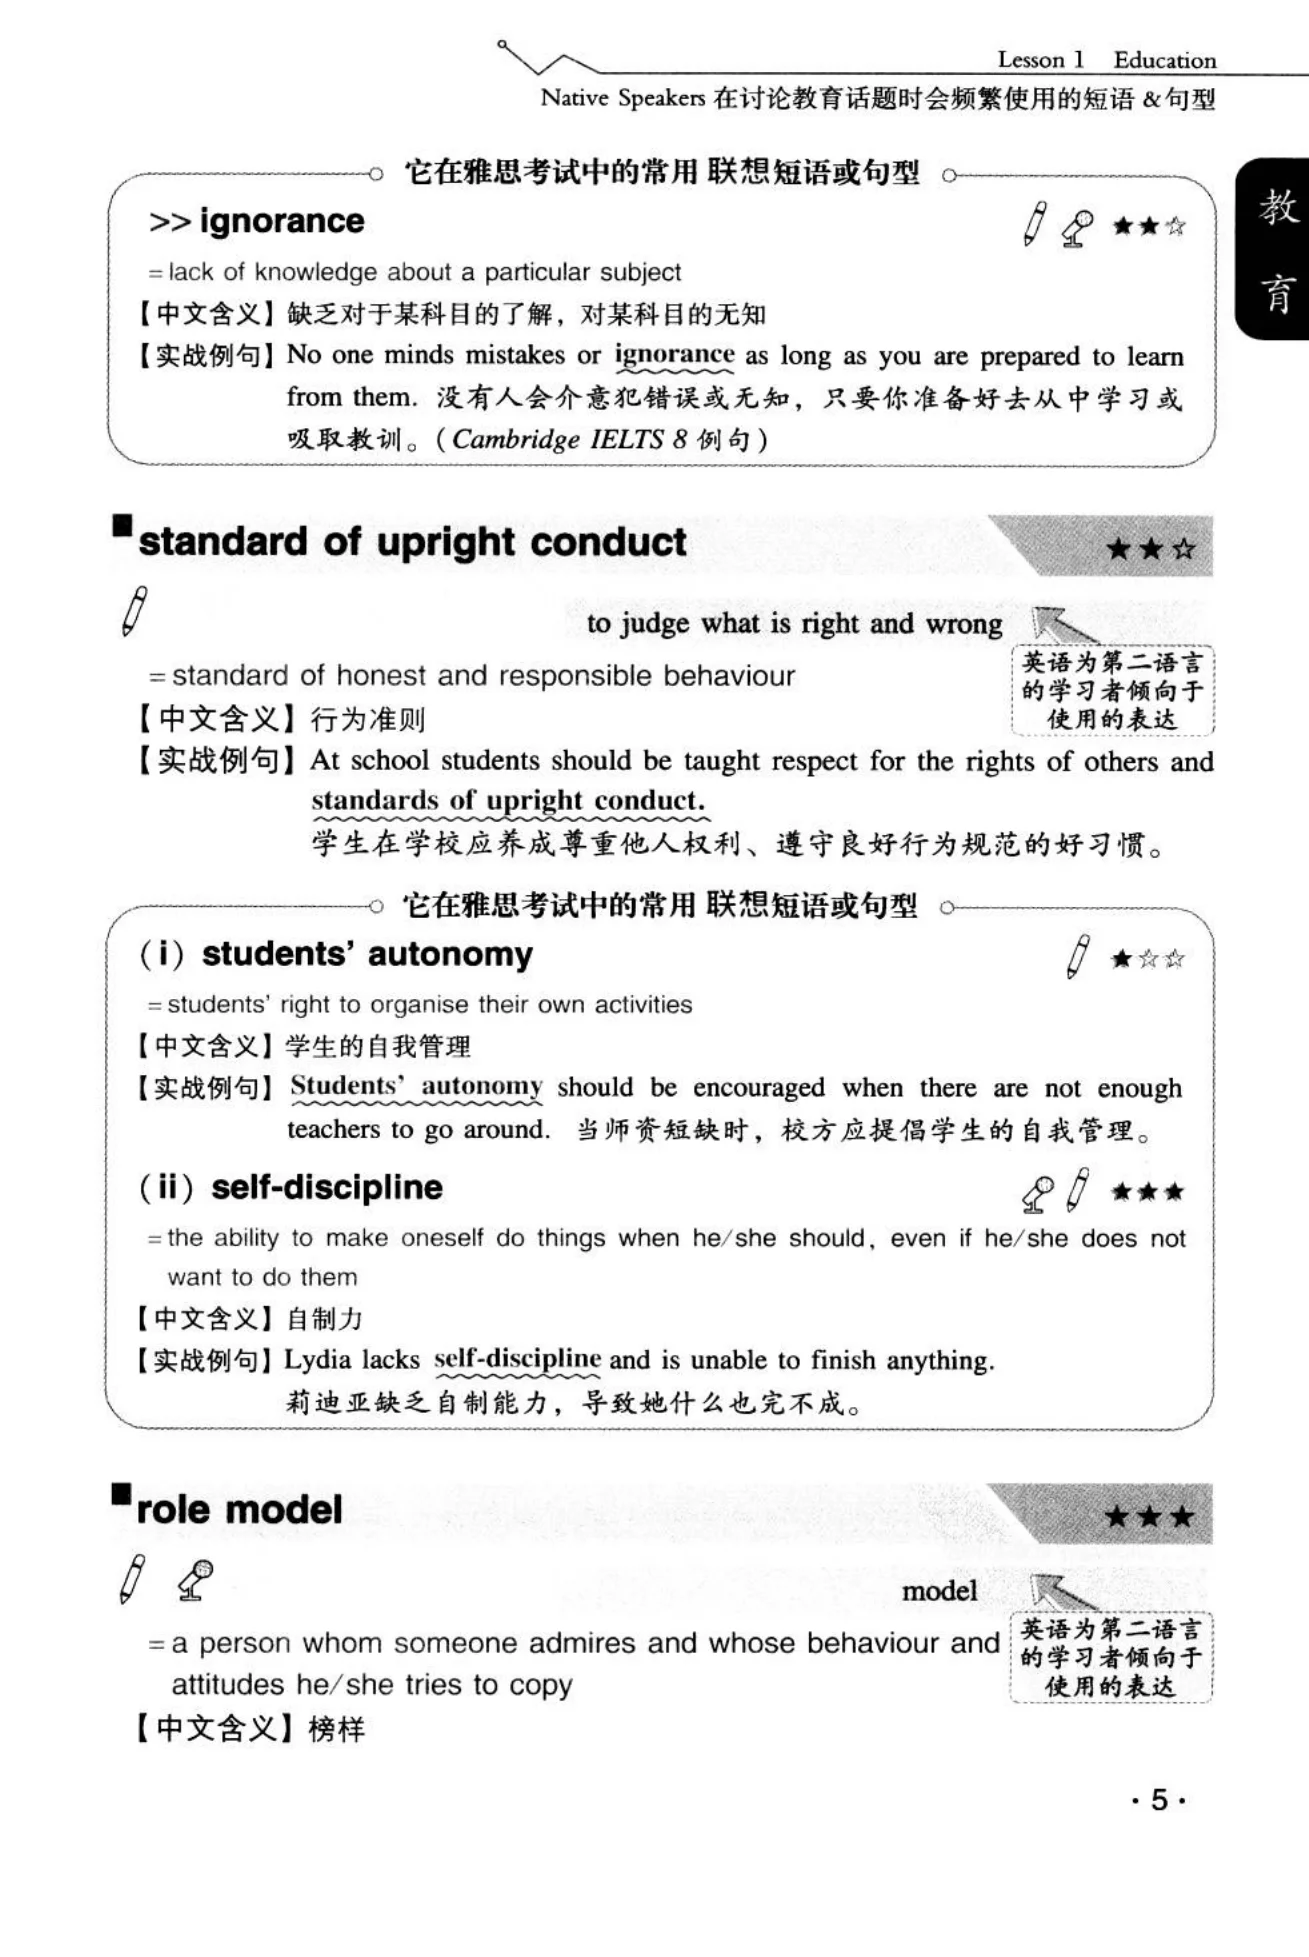 Lesson 1 Education
Native Speakers 在讨论教育话题时会频繁使用的短语 & 句型
教
育
它在雅思考试中的常用 联想短语或句型
>> ignorance ★★☆
= lack of knowledge about a particular subject
【中文含义】缺乏对于某科目的了解，对某科目的无知
【实战例句】No one minds mistakes or ignorance as long as you are prepared to learn
from them. 没有人会介意犯错误或无知，只要你准备好去从中学习或
吸取教训。(Cambridge IELTS 8 例句)
■ standard of upright conduct ★★☆
to judge what is right and wrong
英语为第二语言
的学习者倾向于
使用的表达
= standard of honest and responsible behaviour
【中文含义】行为准则
【实战例句】At school students should be taught respect for the rights of others and
standards of upright conduct.
学生在学校应养成尊重他人权利、遵守良好行为规范的好习惯。
它在雅思考试中的常用 联想短语或句型
(i) students' autonomy ★☆☆
= students' right to organise their own activities
【中文含义】学生的自我管理
【实战例句】Students' autonomy should be encouraged when there are not enough
teachers to go around. 当师资短缺时，校方应提倡学生的自我管理。
(ii) self-discipline ★★★
= the ability to make oneself do things when he/she should, even if he/she does not
want to do them
【中文含义】自制力
【实战例句】Lydia lacks self-discipline and is unable to finish anything.
莉迪亚缺乏自制能力，导致她什么也完不成。
■ role model ★★★
model
英语为第二语言
的学习者倾向于
使用的表达
= a person whom someone admires and whose behaviour and
attitudes he/she tries to copy
【中文含义】榜样
· 5 ·